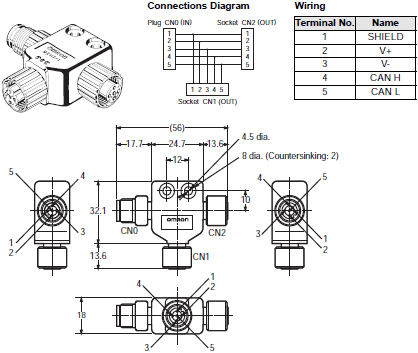 Connections Diagram
Wiring
Plug CN0 (IN)
Socket CN2 (OUT)
1 1
2 2
3 3
4 4
5 5
1 2 3 4 5
Socket CN1 (OUT)
Terminal No. Name
1 SHIELD
2 V+
3 V-
4 CAN H
5 CAN L
(56)
17.7 24.7 13.6
12
4.5 dia.
8 dia. (Countersinking: 2)
10
32.1
13.6
OMRON
CN0
CN2
CN1
5 4
1 3
2
4 5
3 1
2
18
4 1
2
3 5